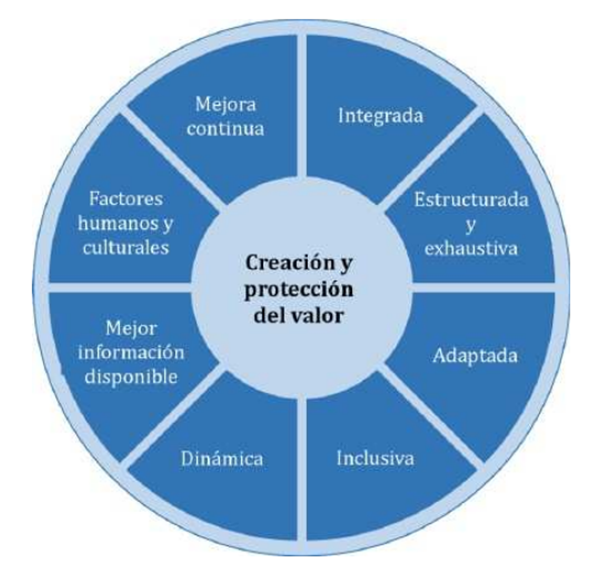 Mejora
continua
Integrada
Estructurada
y
exhaustiva
Adaptada
Inclusiva
Dinámica
Mejor
información
disponible
Factores
humanos y
culturales
Creación y
protección
del valor